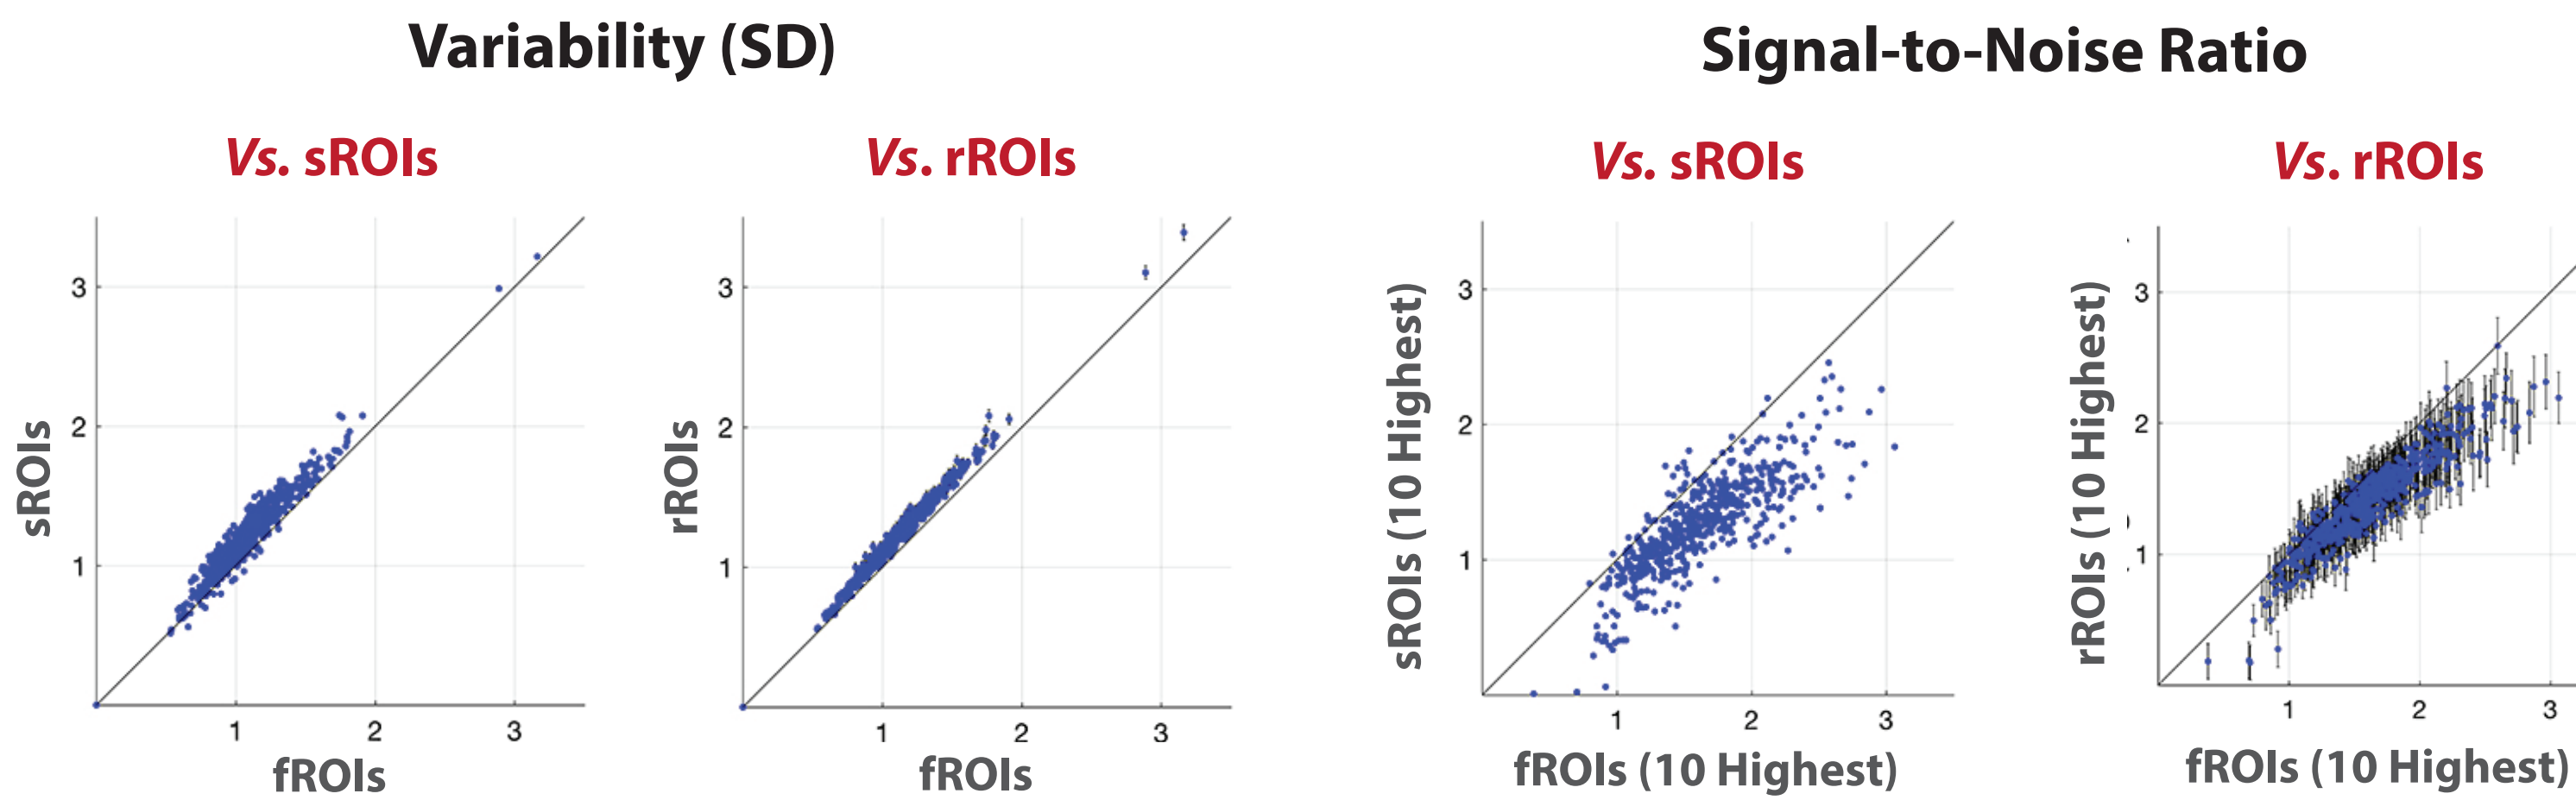 Variability (SD)
Signal-to-Noise Ratio
Vs. sROIs
Vs. rROIs
Vs. sROIs
Vs. rROIs
sROIs
3
2
1
1
2
3
fROIs
rROIs
3
2
1
1
2
3
fROIs
sROIs (10 Highest)
3
2
1
1
2
3
fROIs (10 Highest)
rROIs (10 Highest)
3
2
1
1
2
3
fROIs (10 Highest)